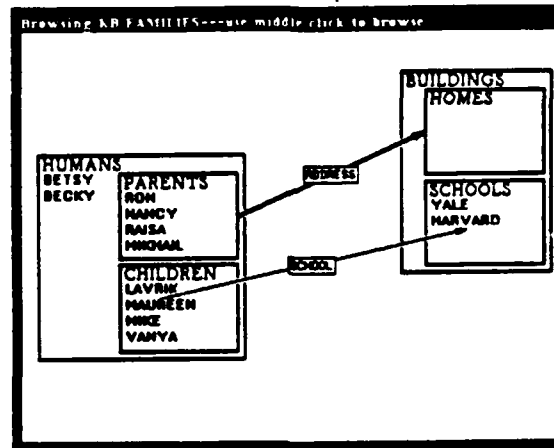 Browsing KB FAMILIES---use middle click to browse
BUILDINGS
HOMES
HUMANS
BETSY
BECKY
PARENTS
RON
NANCY
RAISA
MIKHAIL
ADDRESS
SCHOOLS
YALE
HARVARD
SCHOOL
CHILDREN
LAVRIK
MAUREEN
MIKE
VANYA